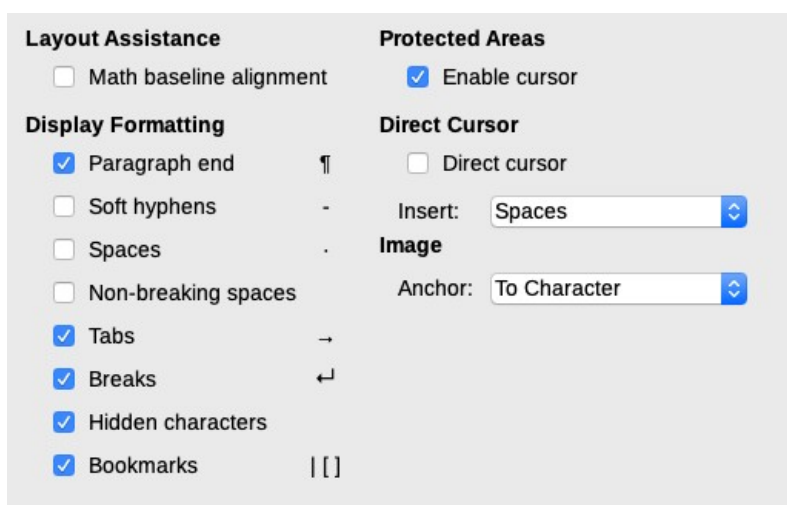 Layout Assistance
Math baseline alignment
Display Formatting
Paragraph end ¶
Soft hyphens -
Spaces ·
Non-breaking spaces
Tabs →
Breaks ↵
Hidden characters
Bookmarks |[]
Protected Areas
Enable cursor
Direct Cursor
Direct cursor
Insert: Spaces
Image
Anchor: To Character